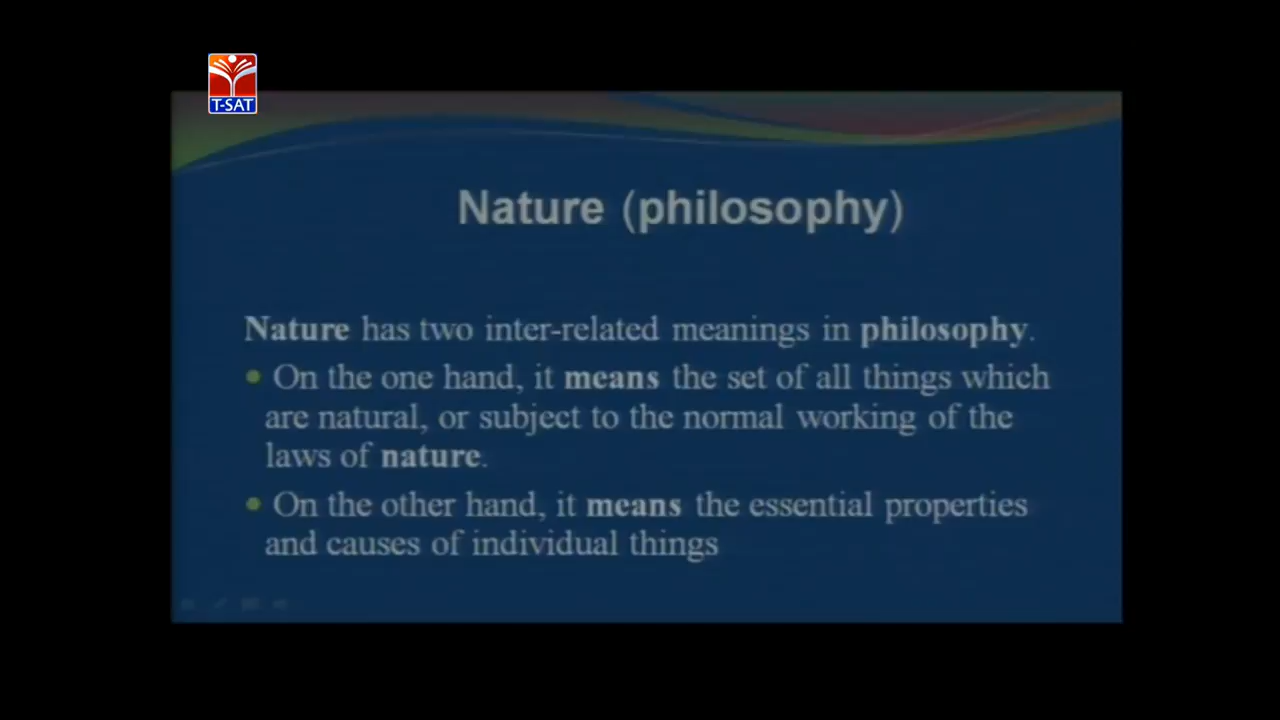 T-SAT
Nature (philosophy)
Nature has two inter-related meanings in philosophy.
On the one hand, it means the set of all things which
are natural, or subject to the normal working of the
laws of nature.
On the other hand, it means the essential properties
and causes of individual things